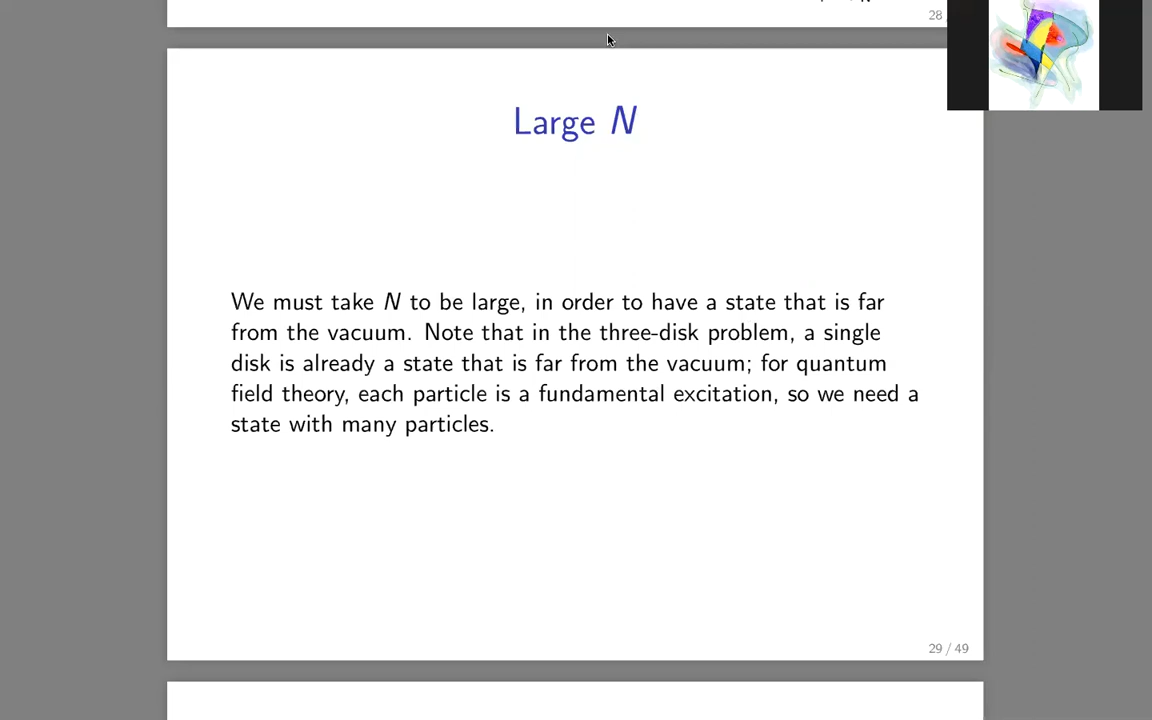 28
Large N
We must take N to be large, in order to have a state that is far
from the vacuum. Note that in the three-disk problem, a single
disk is already a state that is far from the vacuum; for quantum
field theory, each particle is a fundamental excitation, so we need a
state with many particles.
29 / 49